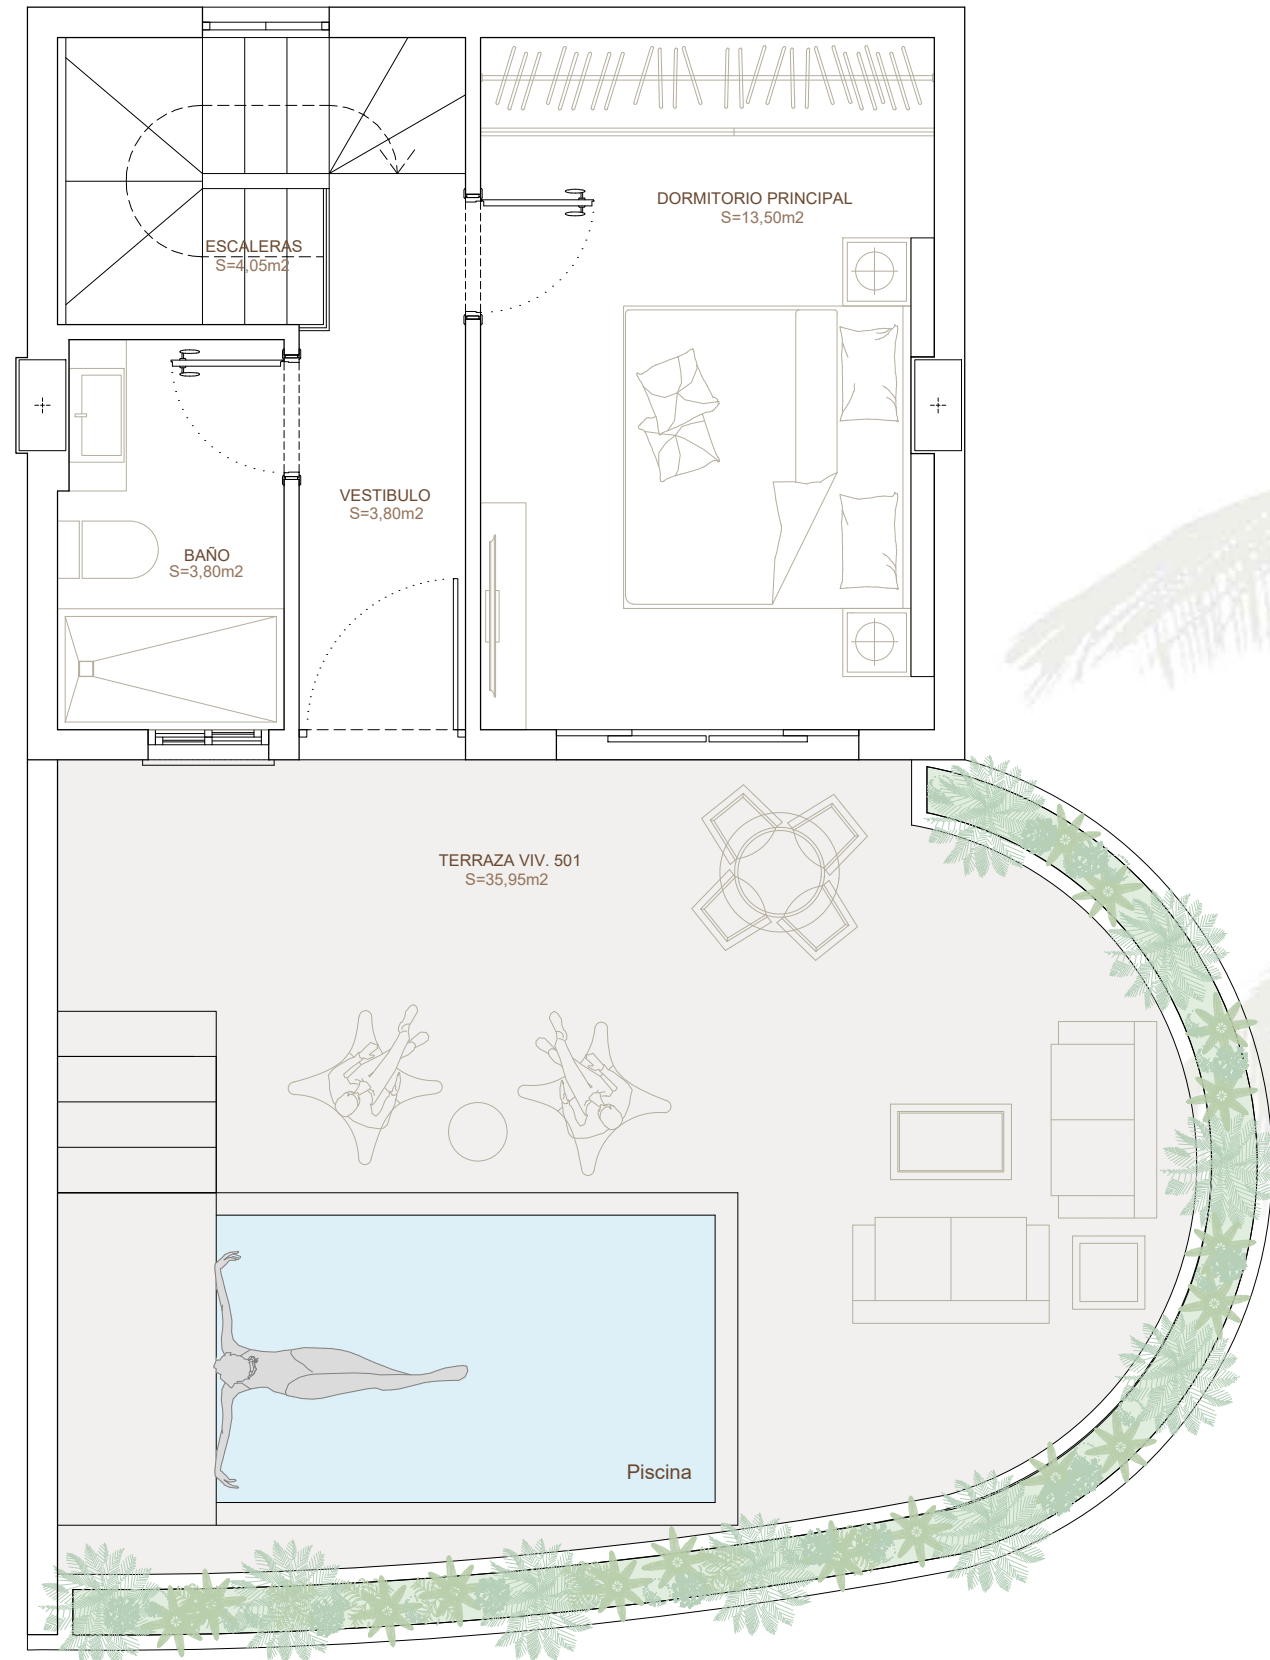 DORMITORIO PRINCIPAL
S=13,50m2
ESCALERAS
S=4,05m2
VESTIBULO
S=3,80m2
BAÑO
S=3,80m2
TERRAZA VIV. 501
S=35,95m2
Piscina